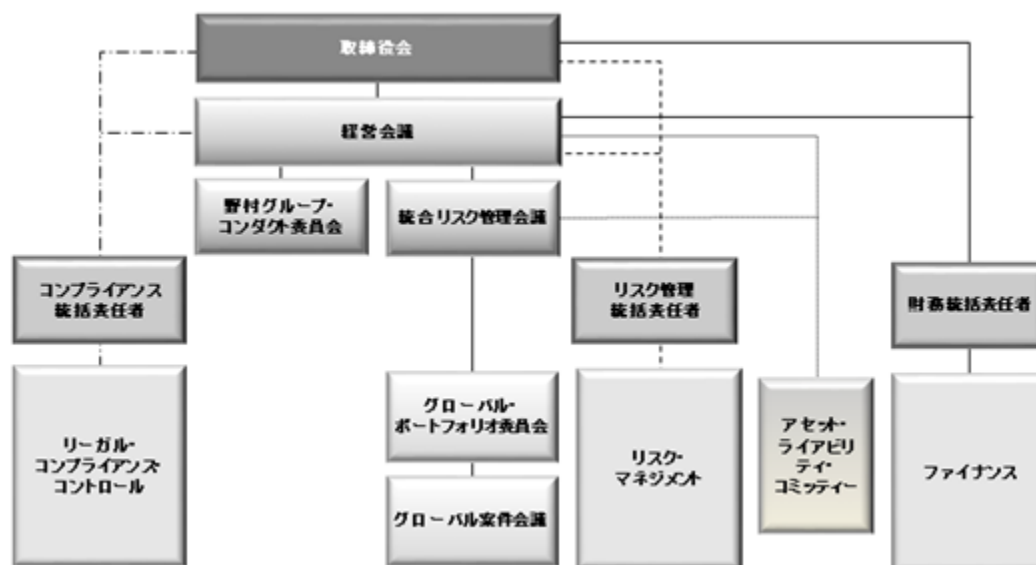 取締役会
経営会議
野村グループ・
コンダクト委員会
統合リスク管理会議
コンプライアンス
統括責任者
リスク管理
統括責任者
財務統括責任者
リーガル・
コンプライアンス・
コントロール
グローバル・
ポートフォリオ委員会
グローバル案件会議
リスク・
マネジメント
アセット・
ライアビリ
ティ・
コミッティー
ファイナンス